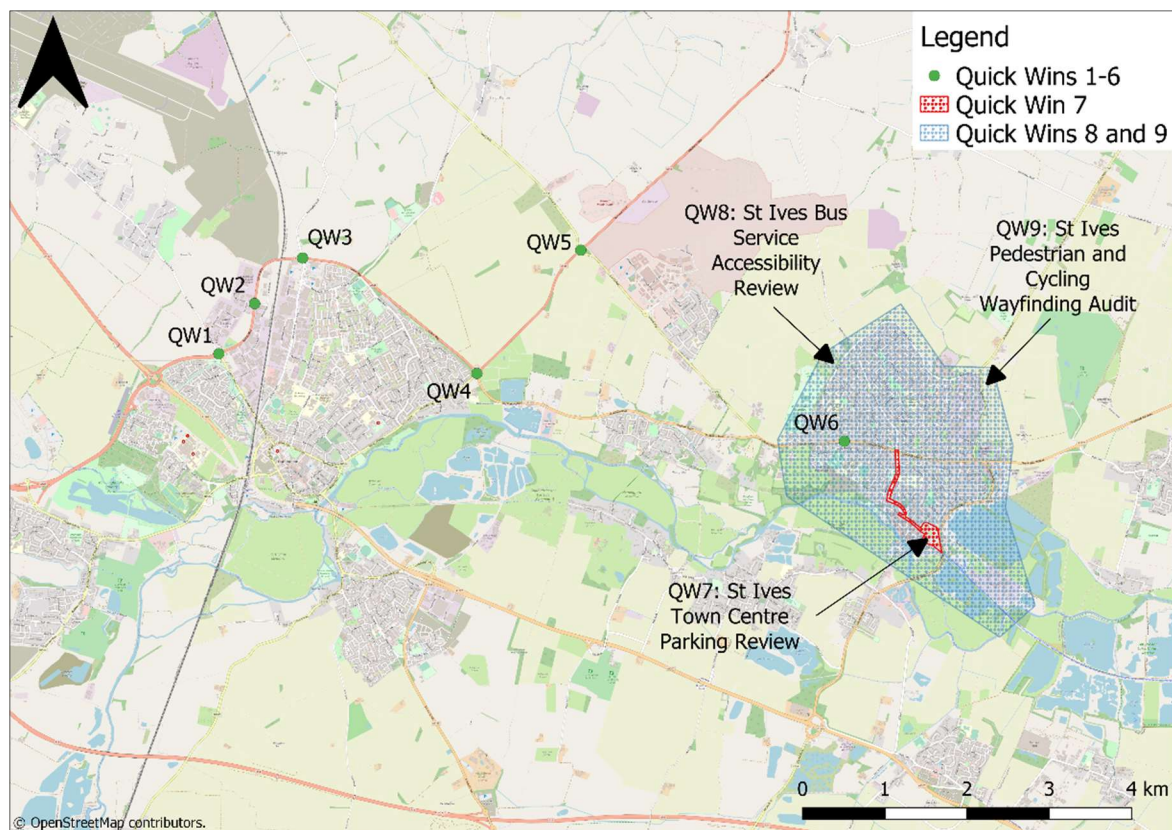 Legend
Quick Wins 1-6
Quick Win 7
Quick Wins 8 and 9
QW8: St Ives Bus
Service
Accessibility
Review
QW9: St Ives
Pedestrian and
Cycling
Wayfinding Audit
QW3
QW5
QW2
QW1
QW4
QW6
QW7: St Ives
Town Centre
Parking Review
0 1 2 3 4 km
© OpenStreetMap contributors.